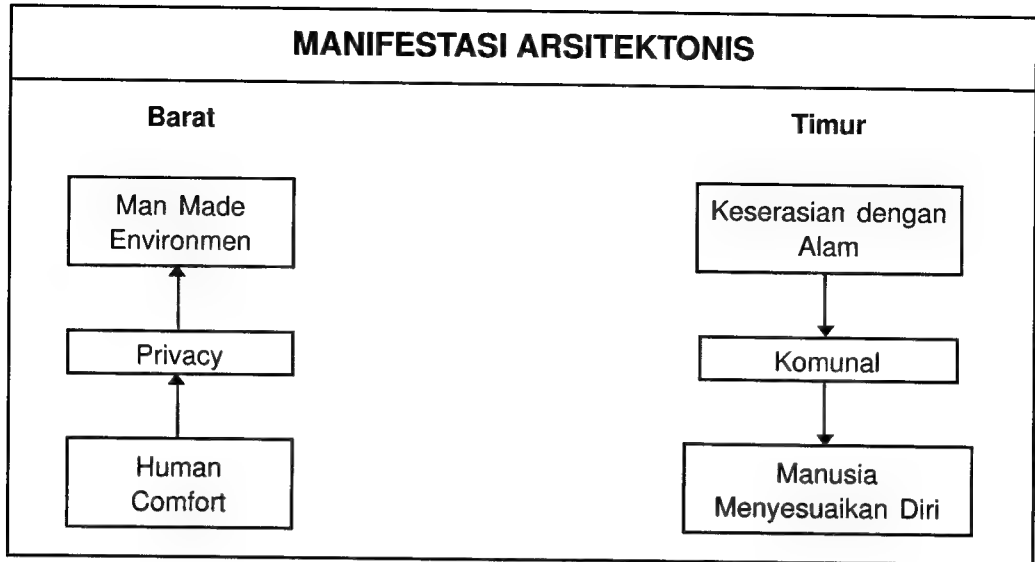 MANIFESTASI ARSITEKTONIS
Barat
Man Made
Environmen
Privacy
Human
Comfort
Timur
Keserasian dengan
Alam
Komunal
Manusia
Menyesuaikan Diri